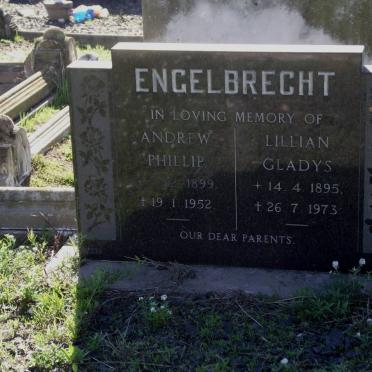 ENGELBRECHT
IN LOVING MEMORY OF
ANDREW
PHILLIP
1899.
+19.1.1952
LILLIAN
GLADYS
+14.4.1895.
+26.7.1973
OUR DEAR PARENTS.